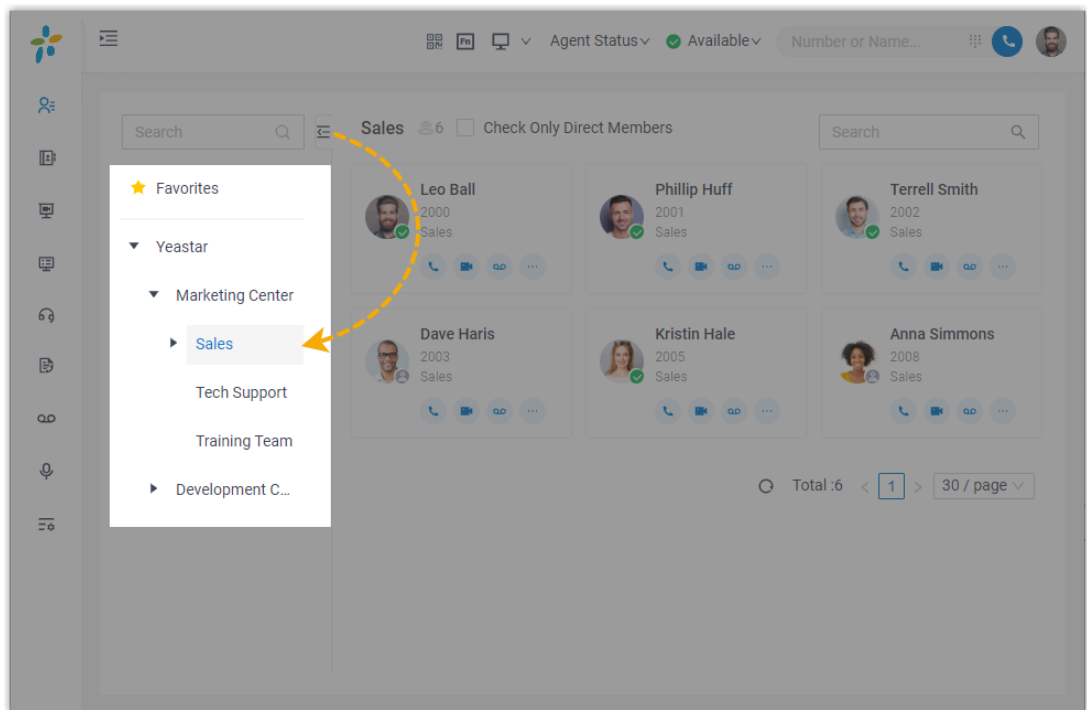 Fn Agent Status Available Number or Name...
Search
Sales 6 Check Only Direct Members
Search
Favorites
Yeastar
Marketing Center
Sales
Tech Support
Training Team
Development C...
Leo Ball
2000
Sales
Phillip Huff
2001
Sales
Terrell Smith
2002
Sales
Dave Haris
2003
Sales
Kristin Hale
2005
Sales
Anna Simmons
2008
Sales
Total :6 < 1 > 30 / page